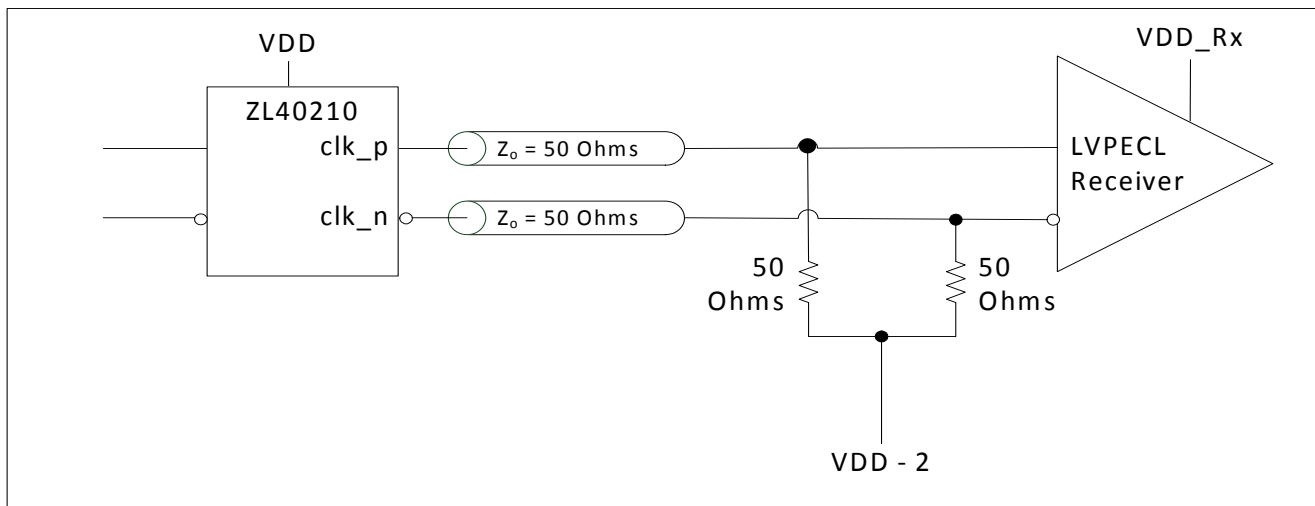 VDD
VDD_Rx
ZL40210
clk_p
Zₒ = 50 Ohms
LVPECL
Receiver
clk_n
Zₒ = 50 Ohms
50
Ohms
50
Ohms
VDD - 2